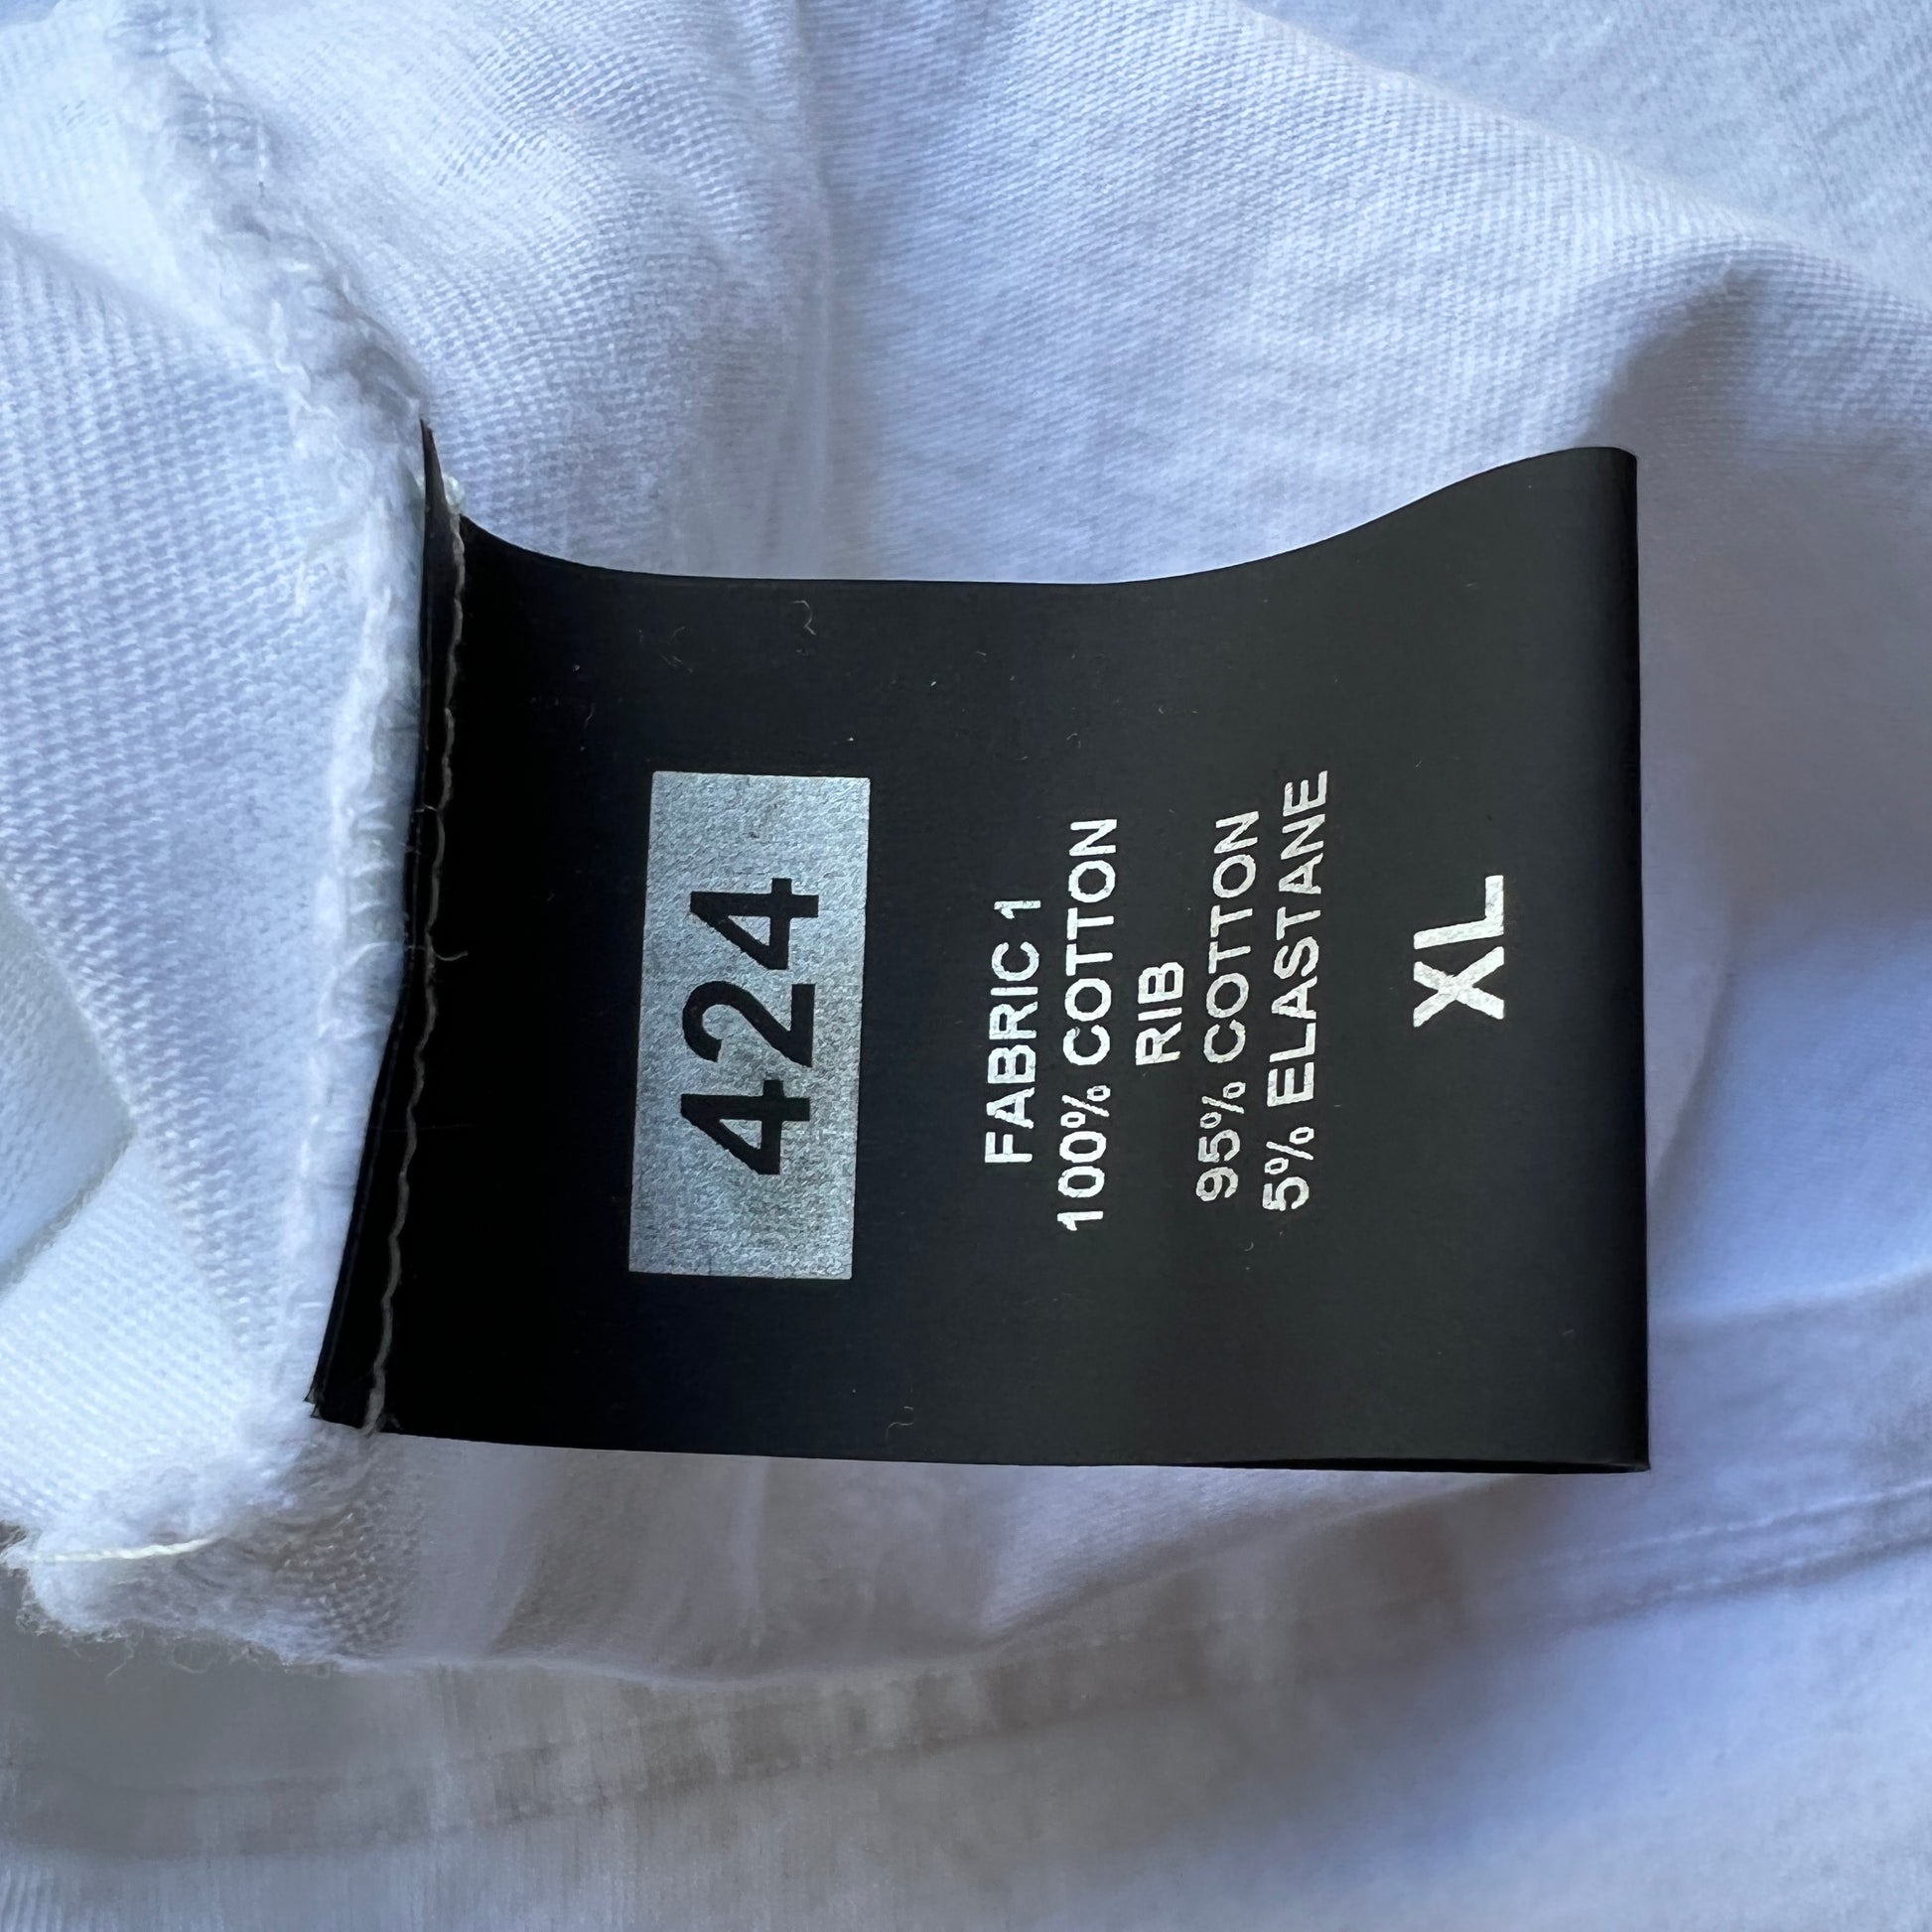 424
FABRIC 1
100% COTTON
RIB
95% COTTON
5% ELASTANE
XL